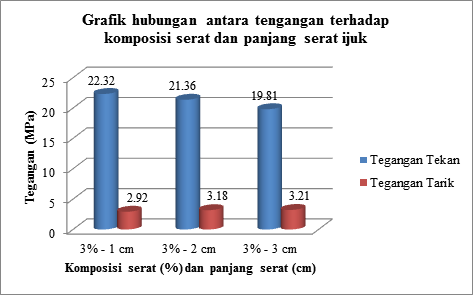 Grafik hubungan antara tengangan terhadap
komposisi serat dan panjang serat ijuk
Tegangan (MPa)
25
20
15
10
5
0
22.32
21.36
19.81
2.92
3.18
3.21
3% - 1 cm
3% - 2 cm
3% - 3 cm
Komposisi serat (%) dan panjang serat (cm)
Tegangan Tekan
Tegangan Tarik